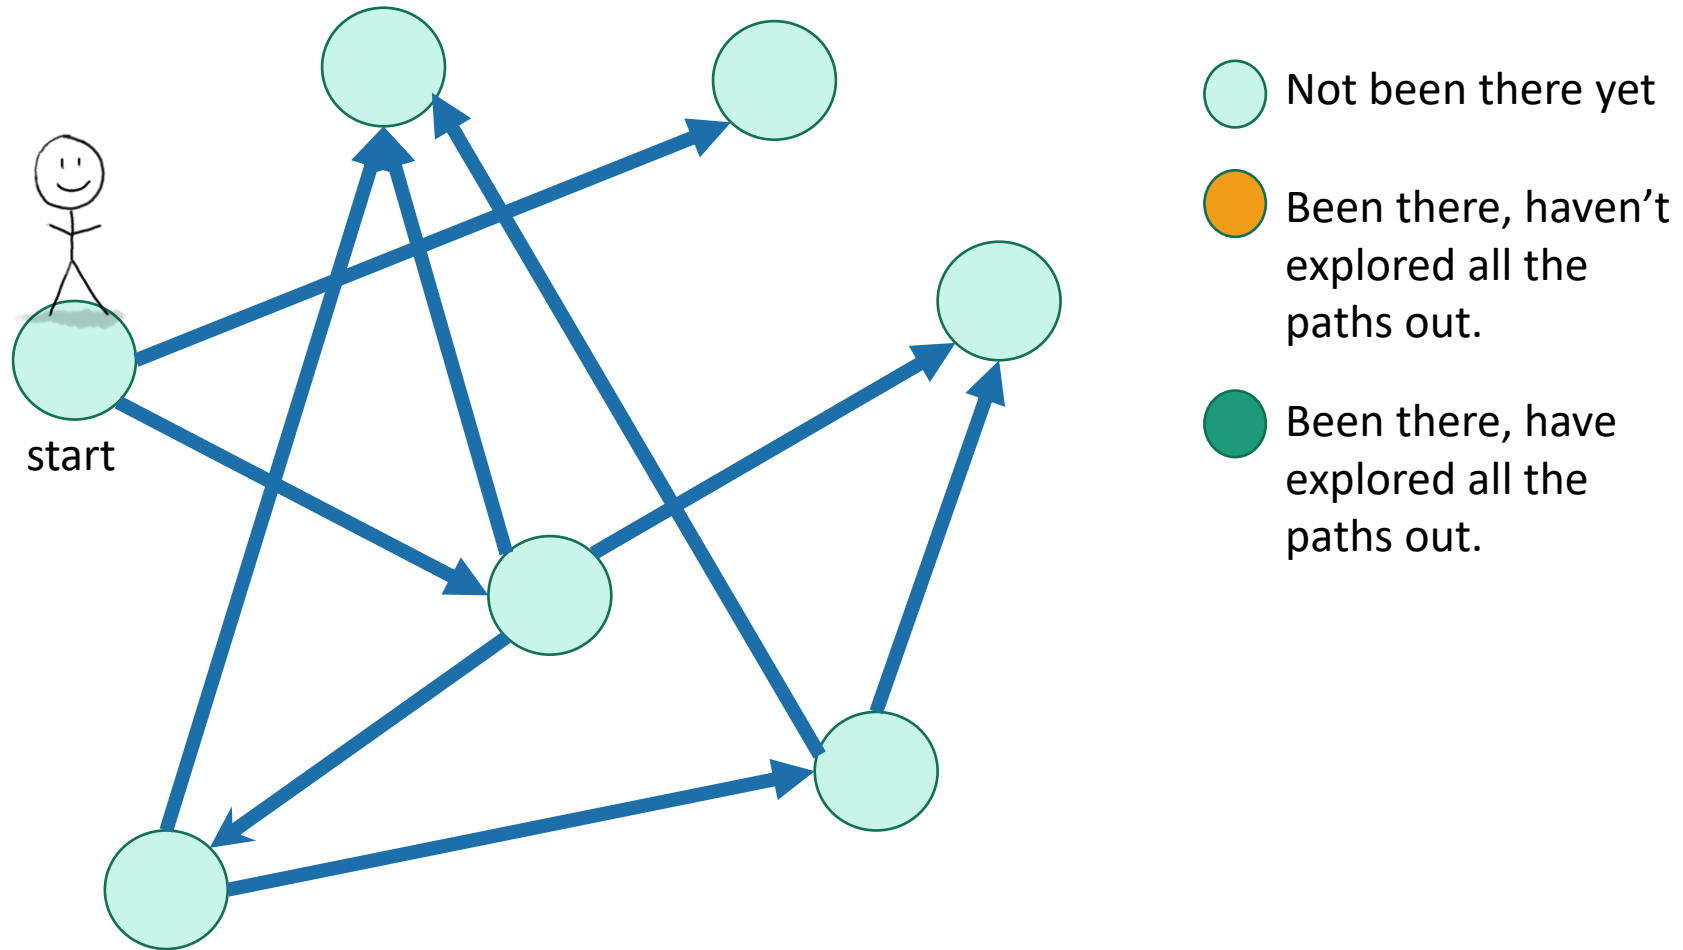 start
Not been there yet
Been there, haven’t
explored all the
paths out.
Been there, have
explored all the
paths out.